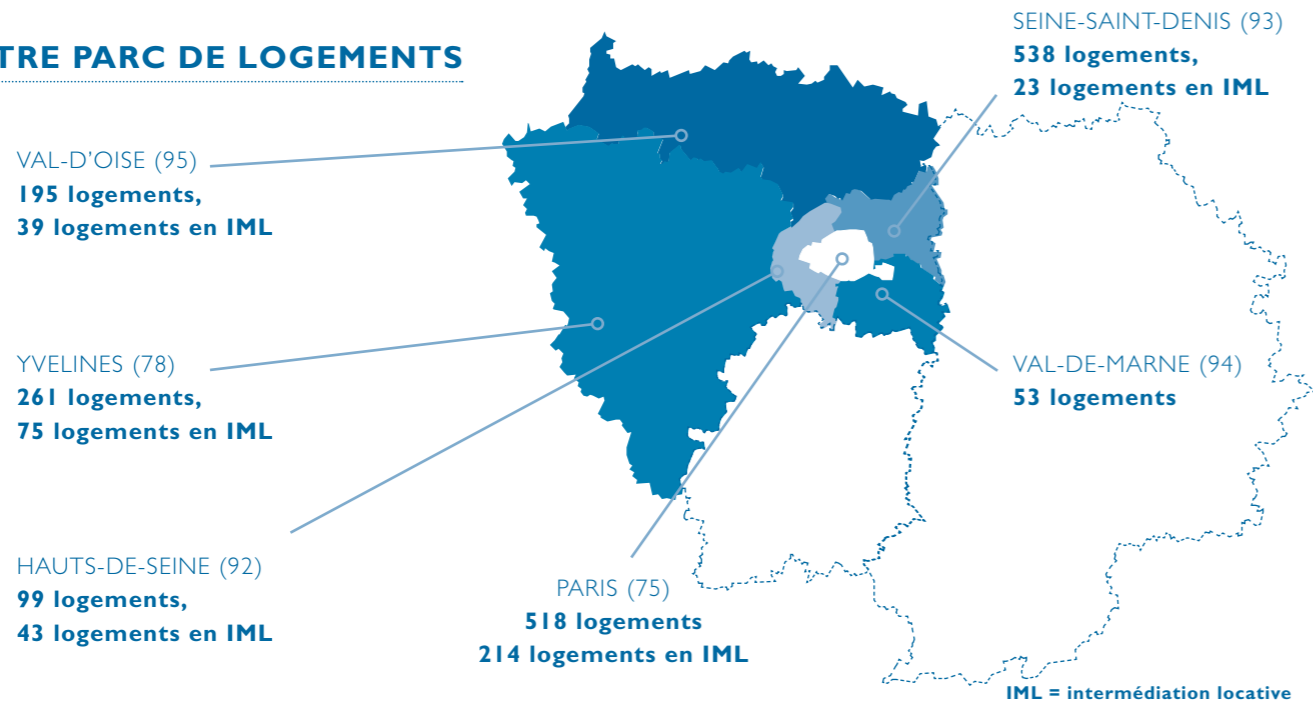 TRE PARC DE LOGEMENTS
SEINE-SAINT-DENIS (93)
538 logements,
23 logements en IML
VAL-D'OISE (95)
195 logements,
39 logements en IML
YVELINES (78)
261 logements,
75 logements en IML
VAL-DE-MARNE (94)
53 logements
HAUTS-DE-SEINE (92)
99 logements,
43 logements en IML
PARIS (75)
518 logements
214 logements en IML
IML = intermédiation locative